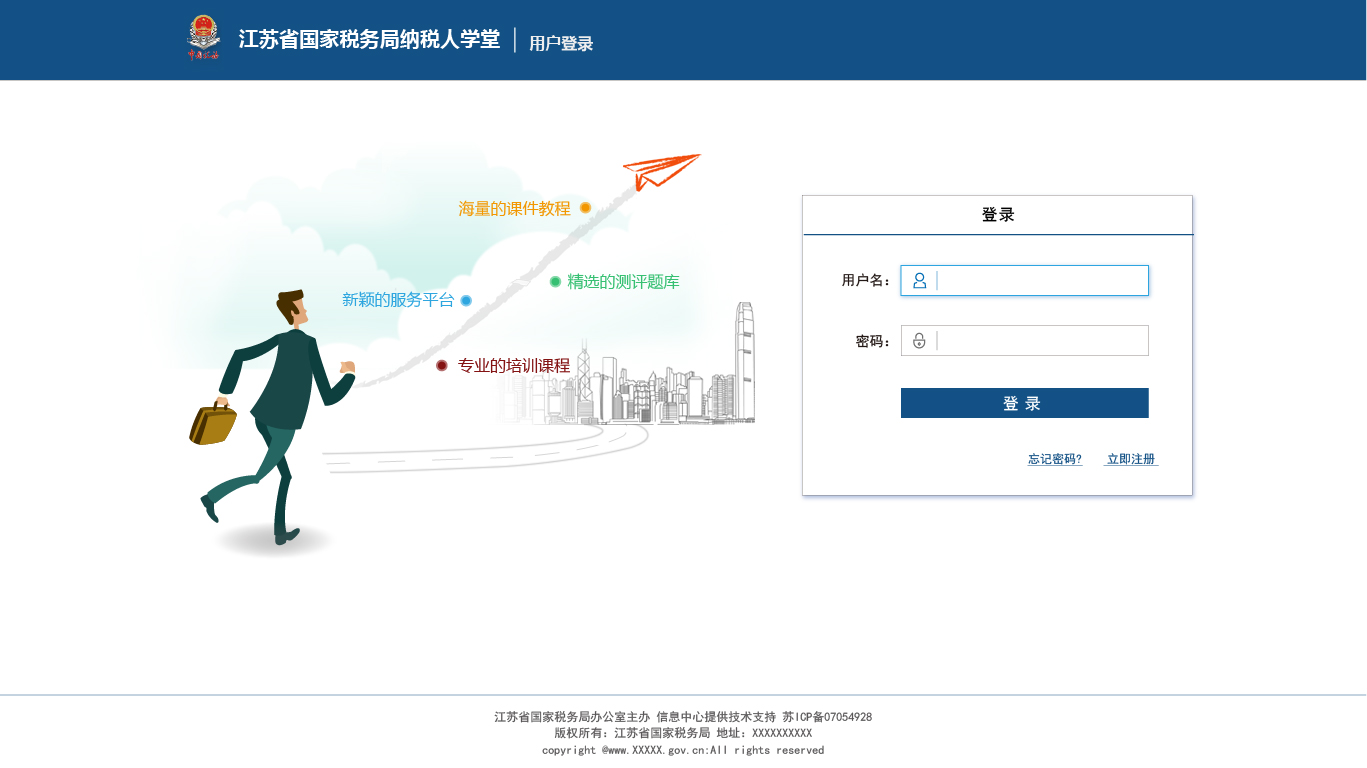 中国税务
江苏省国家税务局纳税人学堂
用户登录
海量的课件教程
精选的测评题库
新颖的服务平台
专业的培训课程
登录
用户名：
密码：
登 录
忘记密码?
立即注册
江苏省国家税务局办公室主办 信息中心提供技术支持 苏ICP备07054928
版权所有：江苏省国家税务局 地址：XXXXXXXXXX
copyright @www.XXXXX.gov.cn:All rights reserved